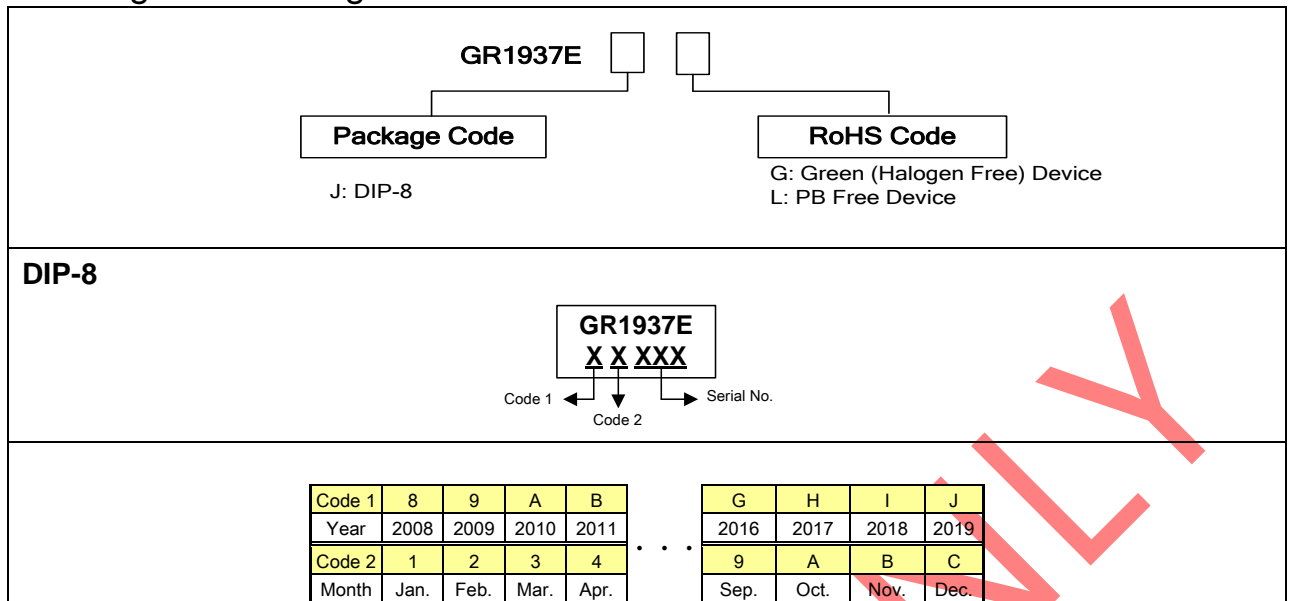 GR1937E
Package Code
RoHS Code
J: DIP-8
G: Green (Halogen Free) Device
L: PB Free Device
DIP-8
GR1937E
X X XXX
Code 1
Serial No.
Code 2
Code 1 8 9 A B G H I J
Year 2008 2009 2010 2011 . . . 2016 2017 2018 2019
Code 2 1 2 3 4 9 A B C
Month Jan. Feb. Mar. Apr. Sep. Oct. Nov. Dec.
NLY